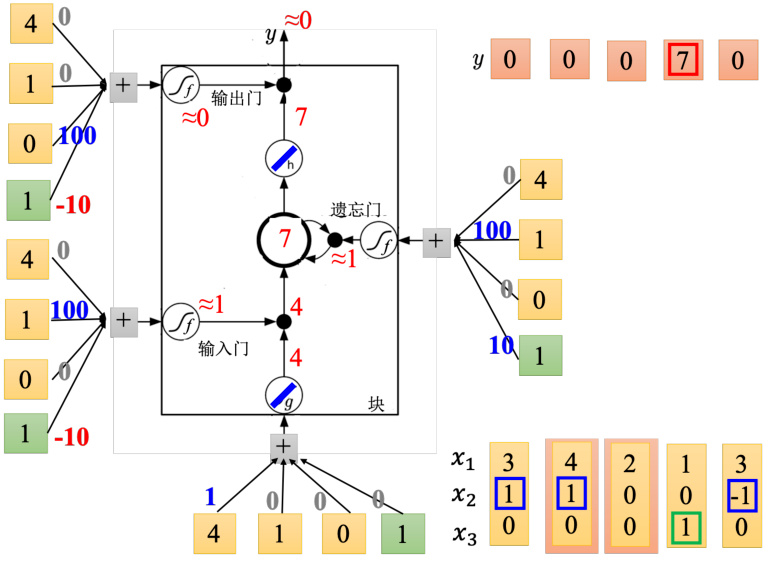 4 0
1 0
0 100
1 -10
+
f
输出门
≈0
y ≈0
7
h
7
遗忘门
≈1
f
+
0 4
100 1
0 0
10 1
4 0
1 100
0 0
1 -10
+
f
≈1
输入门
4
4
g
块
+
1 0 0 0
4 1 0 1
y 0 0 0 7 0
x₁ 3 4 2 1 3
x₂ 1 1 0 0 -1
x₃ 0 0 0 1 0